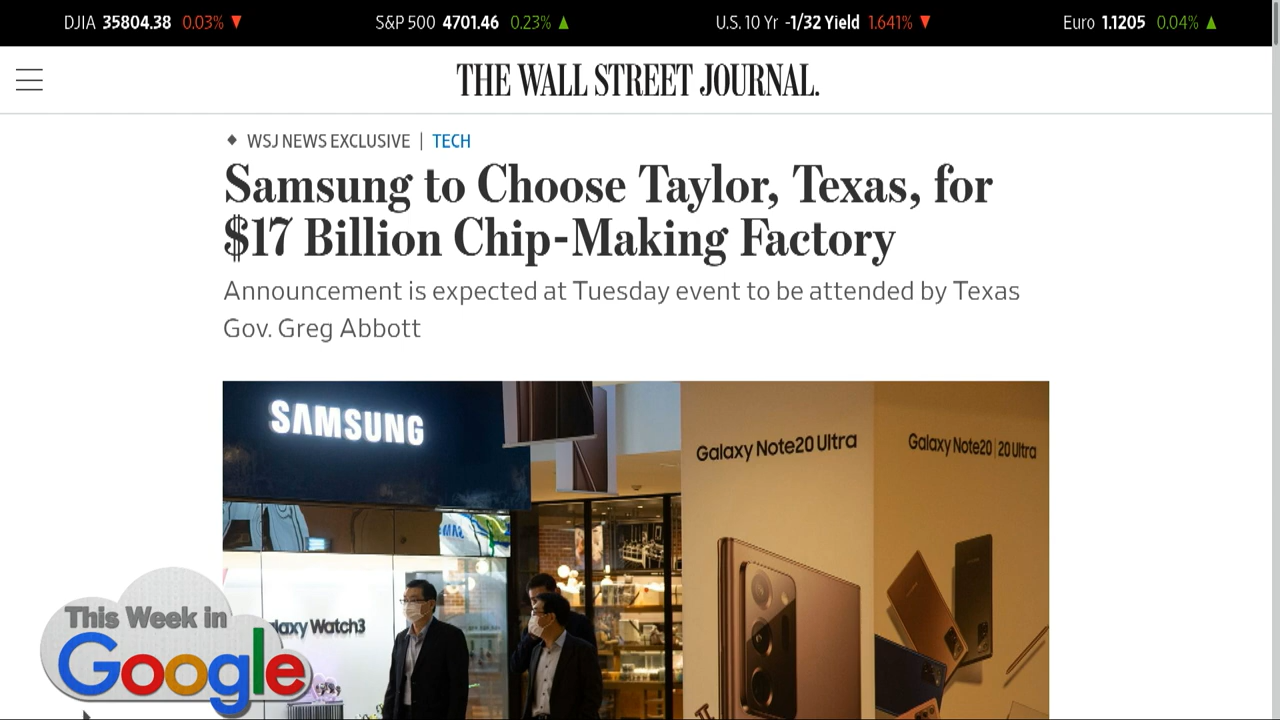 DJIA 35804.38 0.03% ▼ S&P 500 4701.46 0.23% ▲ U.S. 10 Yr -1/32 Yield 1.641% ▼ Euro 1.1205 0.04% ▲
THE WALL STREET JOURNAL.
◆ WSJ NEWS EXCLUSIVE | TECH
Samsung to Choose Taylor, Texas, for
$17 Billion Chip-Making Factory
Announcement is expected at Tuesday event to be attended by Texas
Gov. Greg Abbott
SAMSUNG
Galaxy Note20 Ultra
Galaxy Note20 | 20 Ultra
laxy Watch3
This Week in
Google